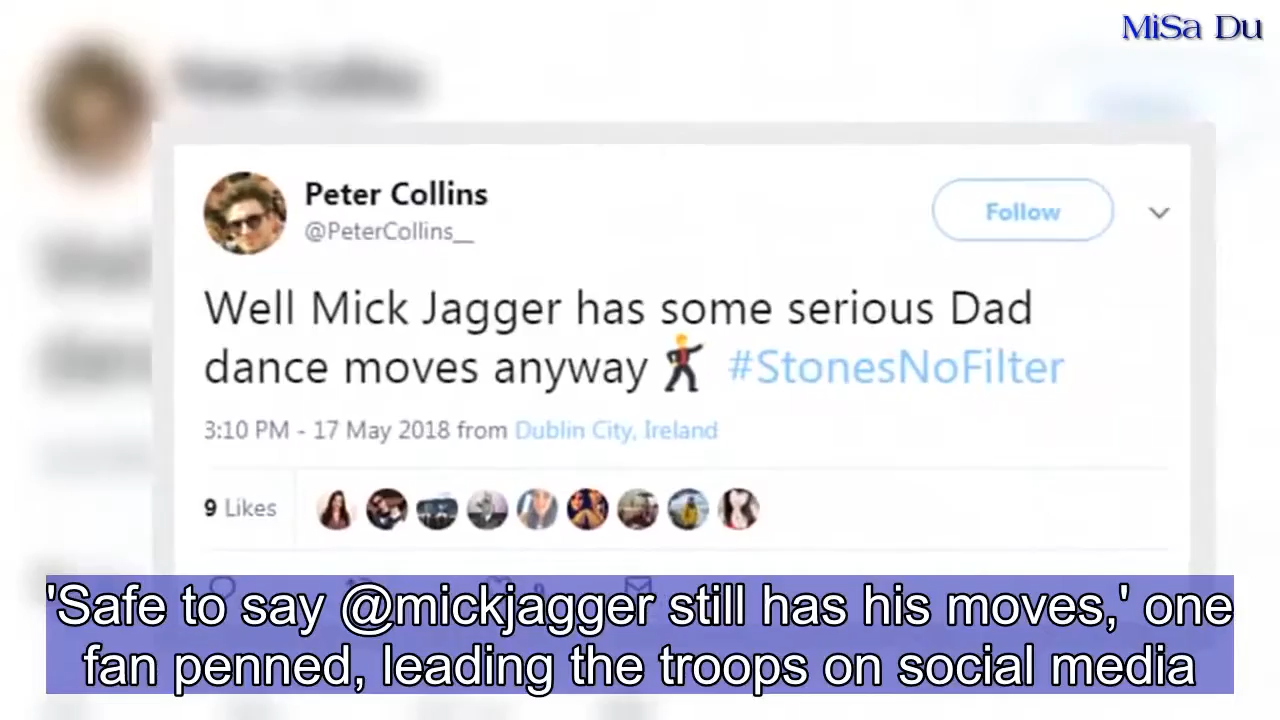 MiSa Du
Peter Collins
@PeterCollins__
Follow
Well Mick Jagger has some serious Dad
dance moves anyway 🕺 #StonesNoFilter
3:10 PM - 17 May 2018 from Dublin City, Ireland
9 Likes
'Safe to say @mickjagger still has his moves,' one
fan penned, leading the troops on social media